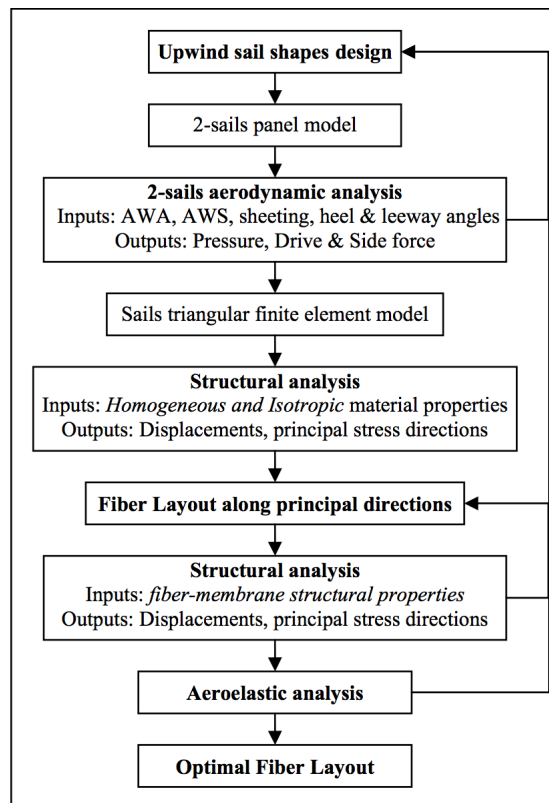 Upwind sail shapes design
2-sails panel model
2-sails aerodynamic analysis
Inputs: AWA, AWS, sheeting, heel & leeway angles
Outputs: Pressure, Drive & Side force
Sails triangular finite element model
Structural analysis
Inputs: Homogeneous and Isotropic material properties
Outputs: Displacements, principal stress directions
Fiber Layout along principal directions
Structural analysis
Inputs: fiber-membrane structural properties
Outputs: Displacements, principal stress directions
Aeroelastic analysis
Optimal Fiber Layout